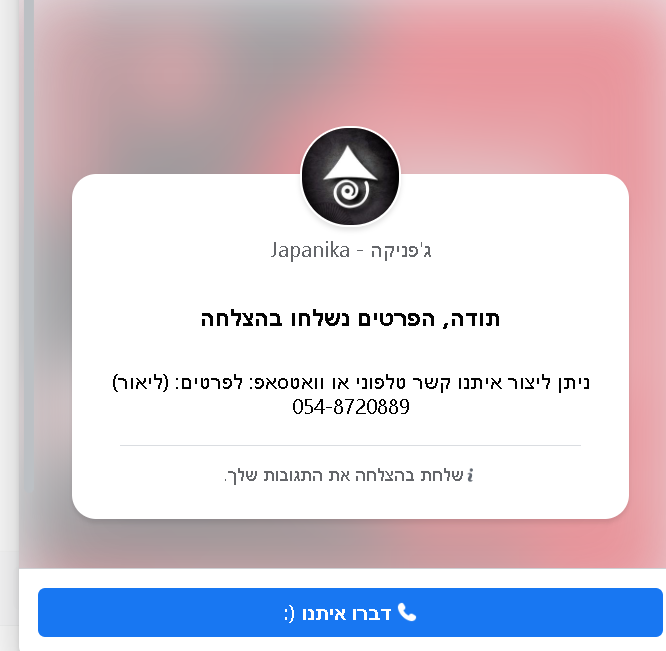 ג'פניקה - Japanika
תודה, הפרטים נשלחו בהצלחה
ניתן ליצור איתנו קשר טלפוני או וואטסאפ: לפרטים: (ליאור)
054-8720889
שלחת בהצלחה את התגובות שלך.
דברו איתנו :)